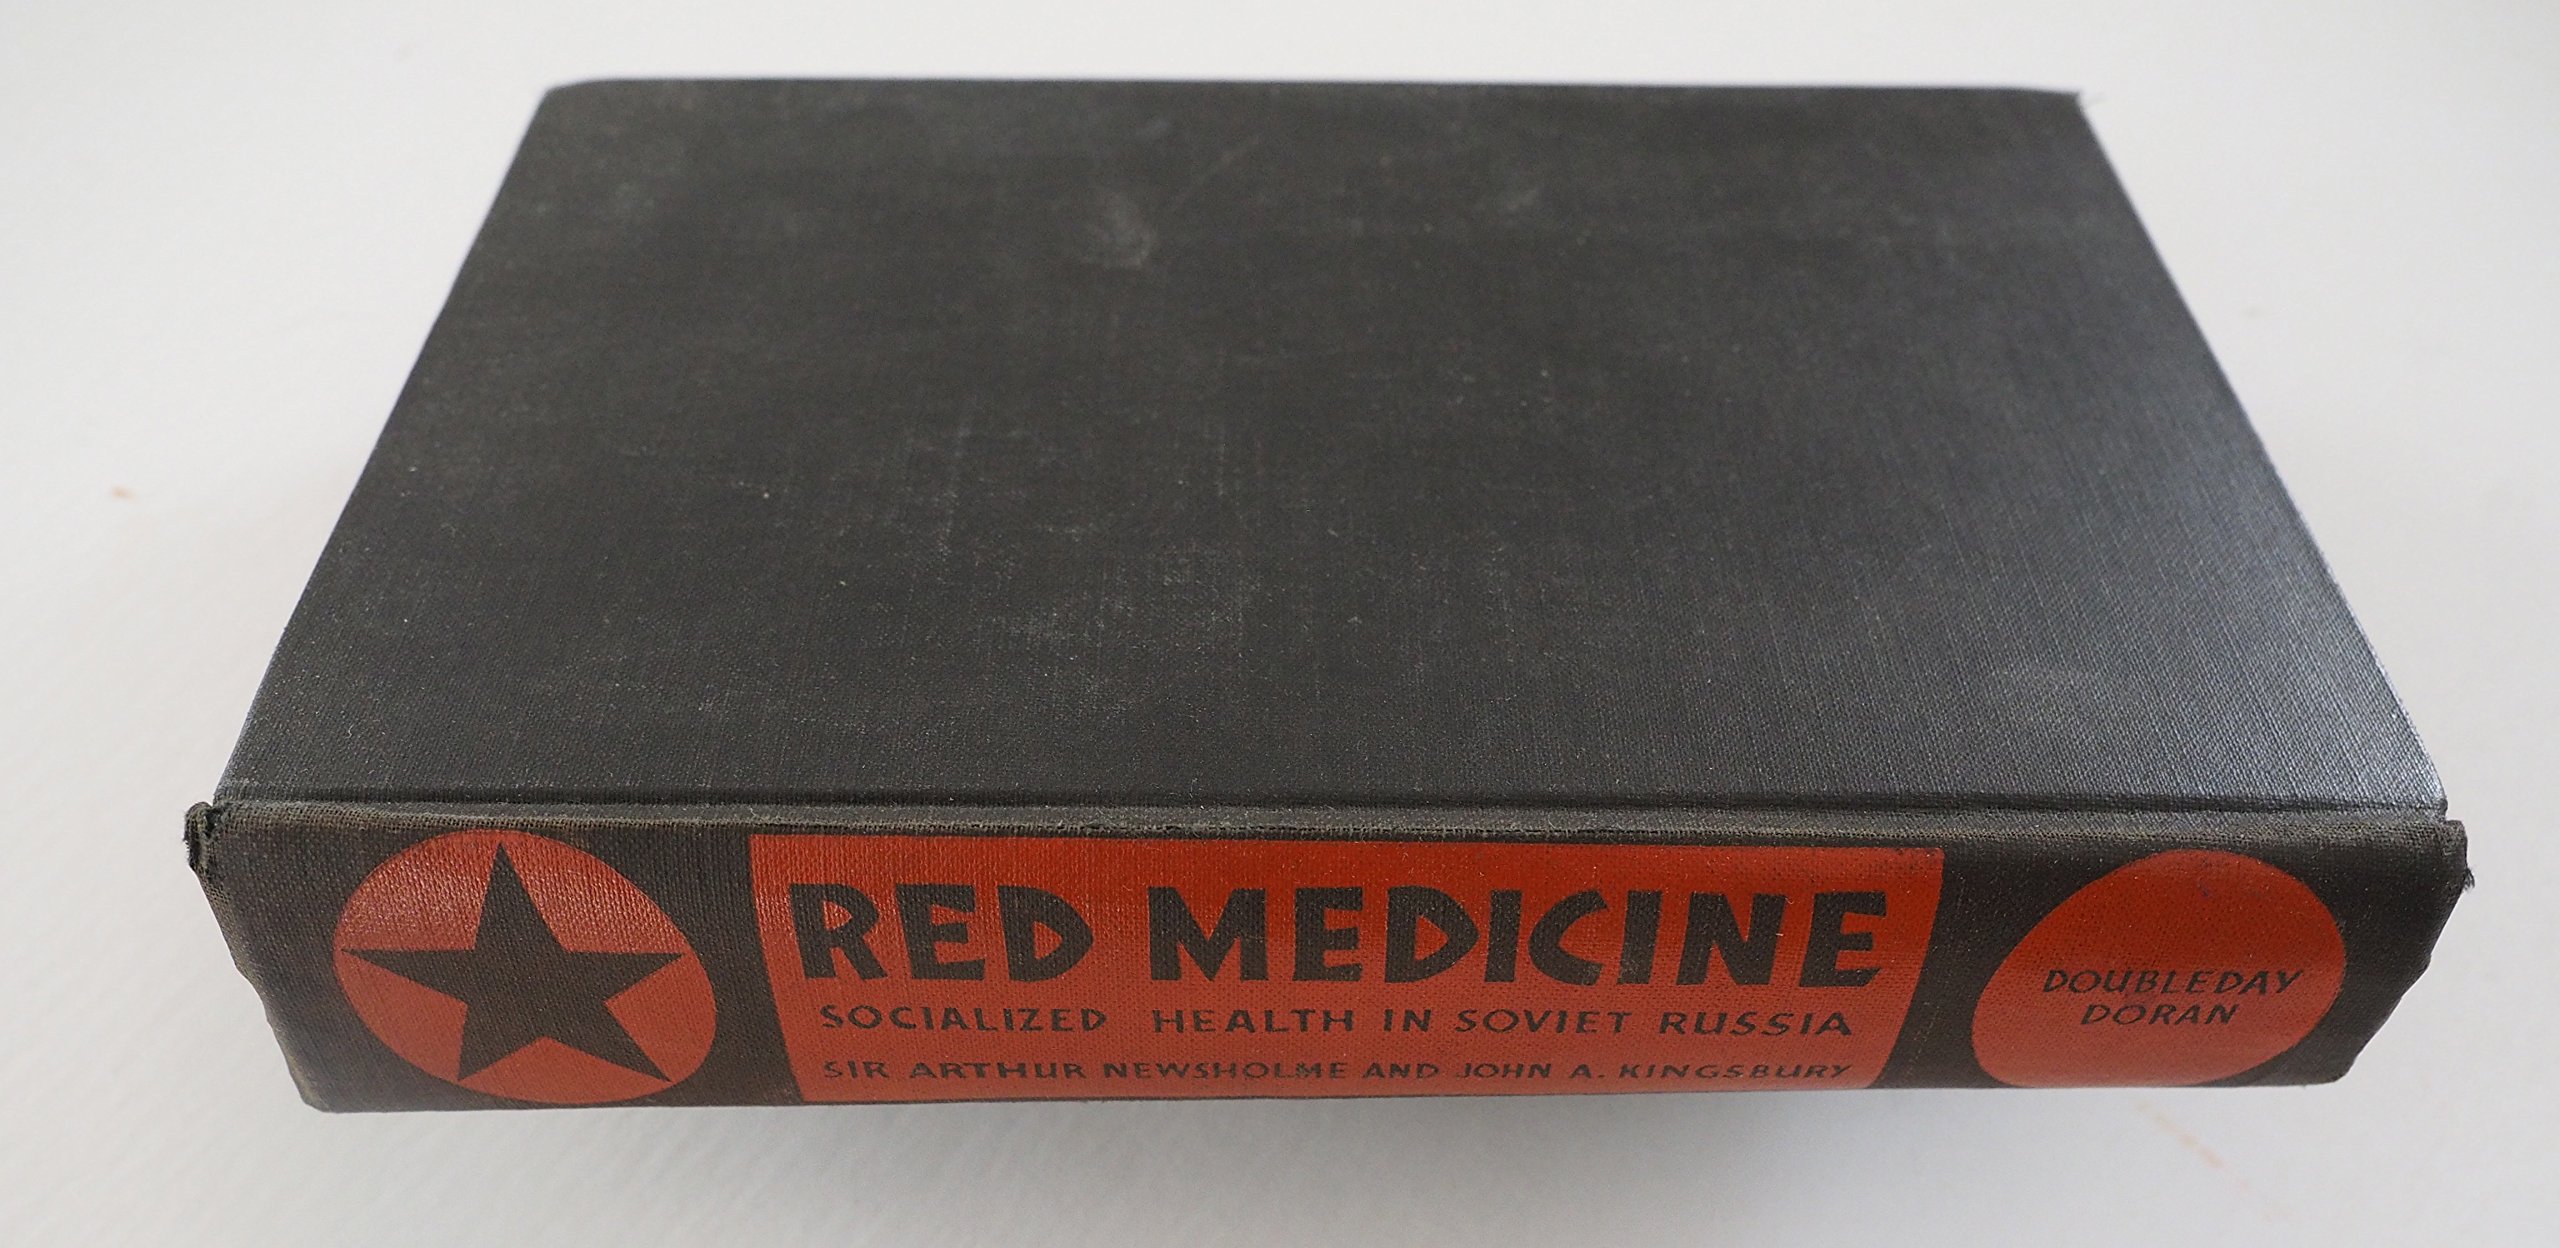 RED MEDICINE
SOCIALIZED HEALTH IN SOVIET RUSSIA
SIR ARTHUR NEWSHOLME AND JOHN A. KINGSBURY
DOUBLEDAY
DORAN